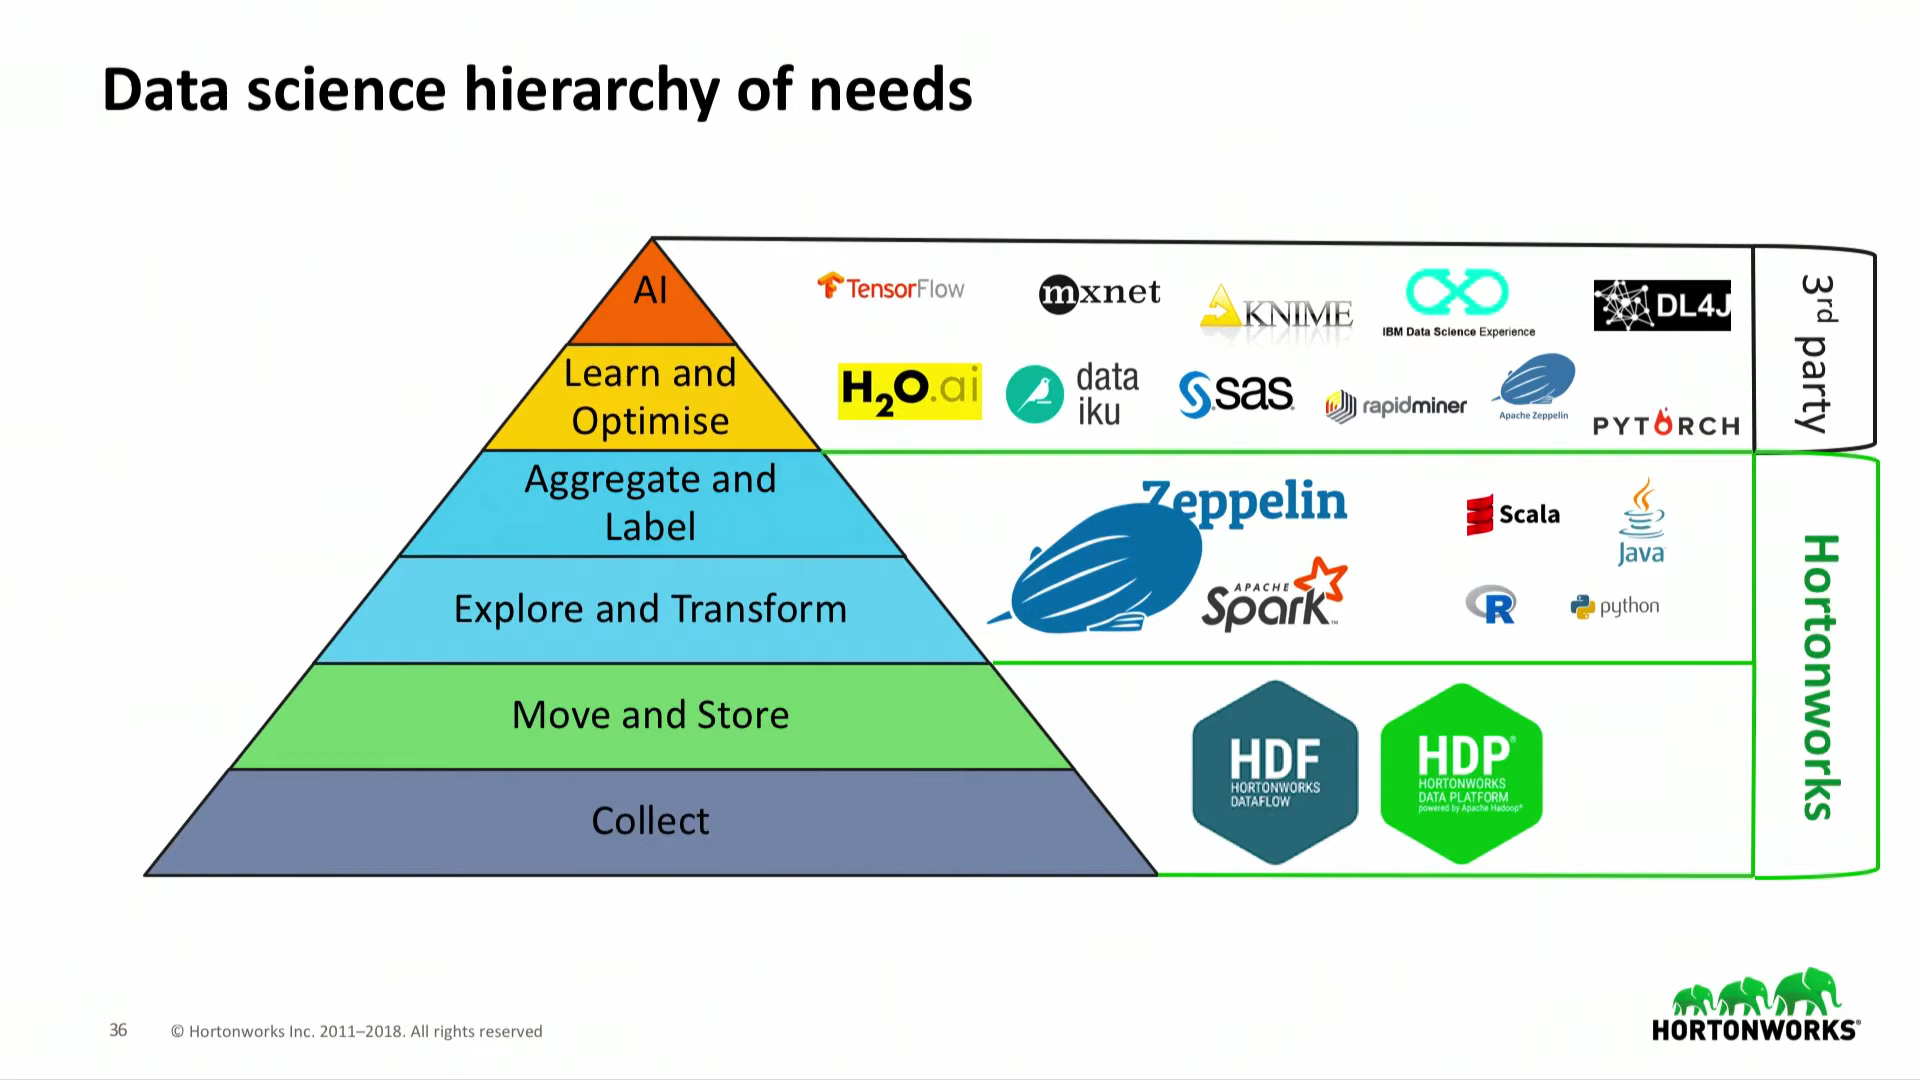 Data science hierarchy of needs
AI
Learn and
Optimise
Aggregate and
Label
Explore and Transform
Move and Store
Collect
TensorFlow
mxnet
KNIME
IBM Data Science Experience
DL4J
H2O.ai
data
iku
sas
rapidminer
Apache Zeppelin
PYTORCH
3rd party
Zeppelin
APACHE
Spark™
Scala
Java
R
python
HDF
HORTONWORKS
DATAFLOW
HDP®
HORTONWORKS
DATA PLATFORM
powered by Apache Hadoop®
Hortonworks
36
© Hortonworks Inc. 2011–2018. All rights reserved
HORTONWORKS®